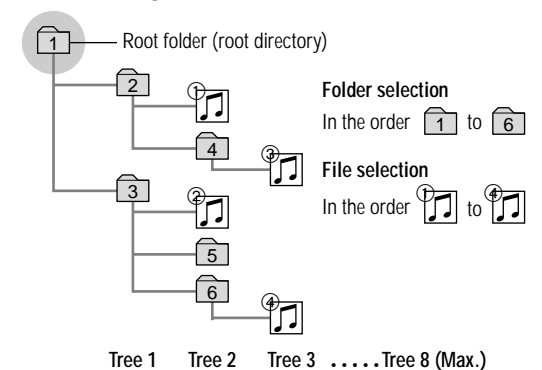 1 Root folder (root directory)
2
①
4
③
3
②
5
6
④
Folder selection
In the order 1 to 6
File selection
In the order ① to ④
Tree 1 Tree 2 Tree 3 . . . . . Tree 8 (Max.)